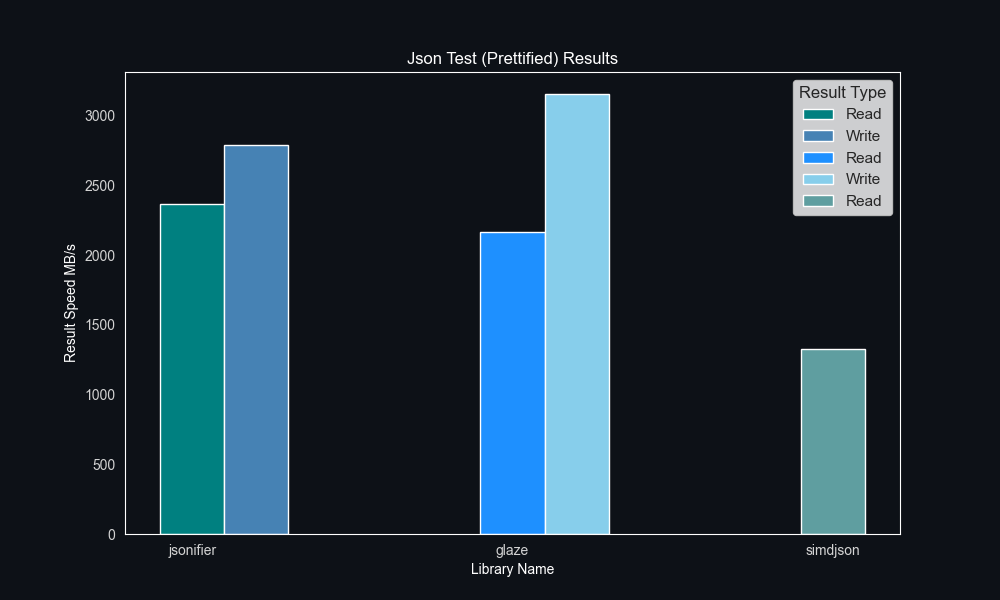 Json Test (Prettified) Results
Result Type
Read
Write
Read
Write
Read
3000
2500
2000
1500
1000
500
0
Result Speed MB/s
jsonifier
glaze
simdjson
Library Name